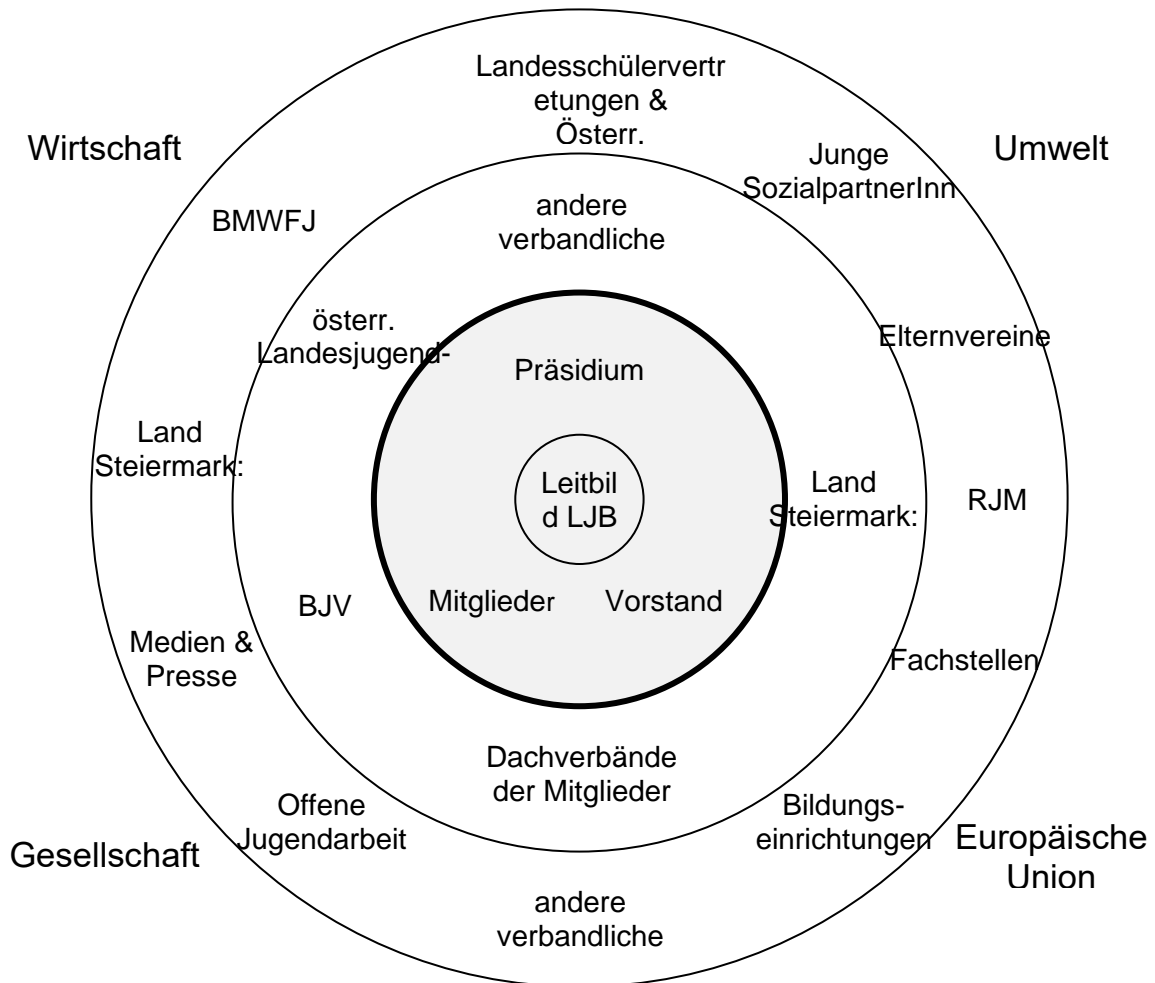 Landesschülervertr
etungen &
Österr.
Wirtschaft
Umwelt
Junge
SozialpartnerInn
BMWFJ
andere
verbandliche
österr.
Landesjugend-
Elternvereine
Präsidium
Land
Steiermark:
Leitbil
d LJB
Land
Steiermark:
RJM
BJV
Mitglieder
Vorstand
Medien &
Presse
Fachstellen
Dachverbände
der Mitglieder
Offene
Jugendarbeit
Bildungs-
einrichtungen
Gesellschaft
Europäische
Union
andere
verbandliche